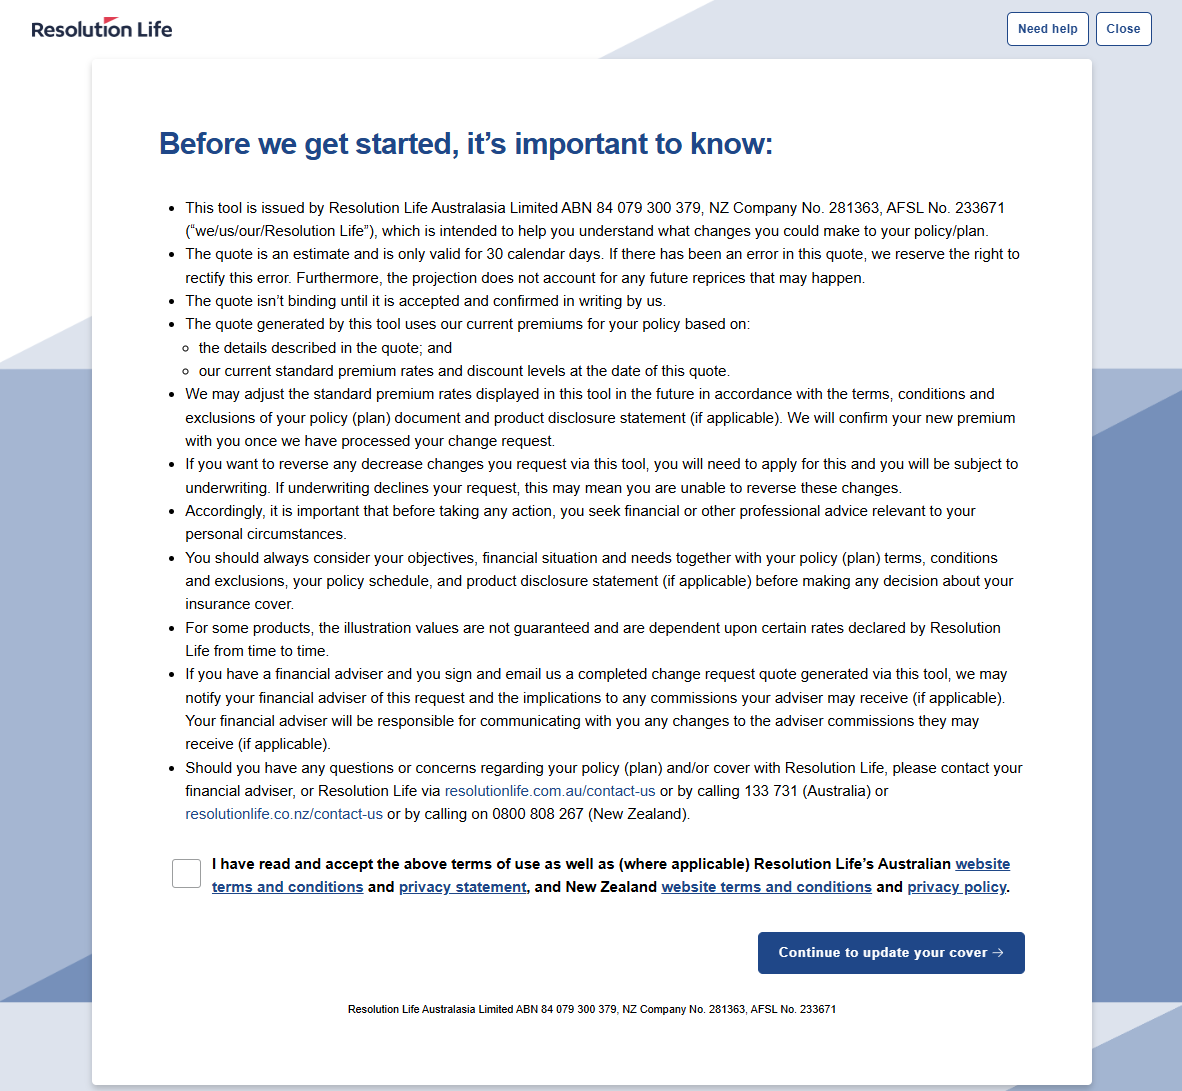 Resolution Life
Need help
Close
Before we get started, it’s important to know:
• This tool is issued by Resolution Life Australasia Limited ABN 84 079 300 379, NZ Company No. 281363, AFSL No. 233671
(“we/us/our/Resolution Life”), which is intended to help you understand what changes you could make to your policy/plan.
• The quote is an estimate and is only valid for 30 calendar days. If there has been an error in this quote, we reserve the right to
rectify this error. Furthermore, the projection does not account for any future reprices that may happen.
• The quote isn’t binding until it is accepted and confirmed in writing by us.
• The quote generated by this tool uses our current premiums for your policy based on:
◦ the details described in the quote; and
◦ our current standard premium rates and discount levels at the date of this quote.
• We may adjust the standard premium rates displayed in this tool in the future in accordance with the terms, conditions and
exclusions of your policy (plan) document and product disclosure statement (if applicable). We will confirm your new premium
with you once we have processed your change request.
• If you want to reverse any decrease changes you request via this tool, you will need to apply for this and you will be subject to
underwriting. If underwriting declines your request, this may mean you are unable to reverse these changes.
• Accordingly, it is important that before taking any action, you seek financial or other professional advice relevant to your
personal circumstances.
• You should always consider your objectives, financial situation and needs together with your policy (plan) terms, conditions
and exclusions, your policy schedule, and product disclosure statement (if applicable) before making any decision about your
insurance cover.
• For some products, the illustration values are not guaranteed and are dependent upon certain rates declared by Resolution
Life from time to time.
• If you have a financial adviser and you sign and email us a completed change request quote generated via this tool, we may
notify your financial adviser of this request and the implications to any commissions your adviser may receive (if applicable).
Your financial adviser will be responsible for communicating with you any changes to the adviser commissions they may
receive (if applicable).
• Should you have any questions or concerns regarding your policy (plan) and/or cover with Resolution Life, please contact your
financial adviser, or Resolution Life via resolutionlife.com.au/contact-us or by calling 133 731 (Australia) or
resolutionlife.co.nz/contact-us or by calling on 0800 808 267 (New Zealand).
I have read and accept the above terms of use as well as (where applicable) Resolution Life’s Australian website
terms and conditions and privacy statement, and New Zealand website terms and conditions and privacy policy.
Continue to update your cover →
Resolution Life Australasia Limited ABN 84 079 300 379, NZ Company No. 281363, AFSL No. 233671